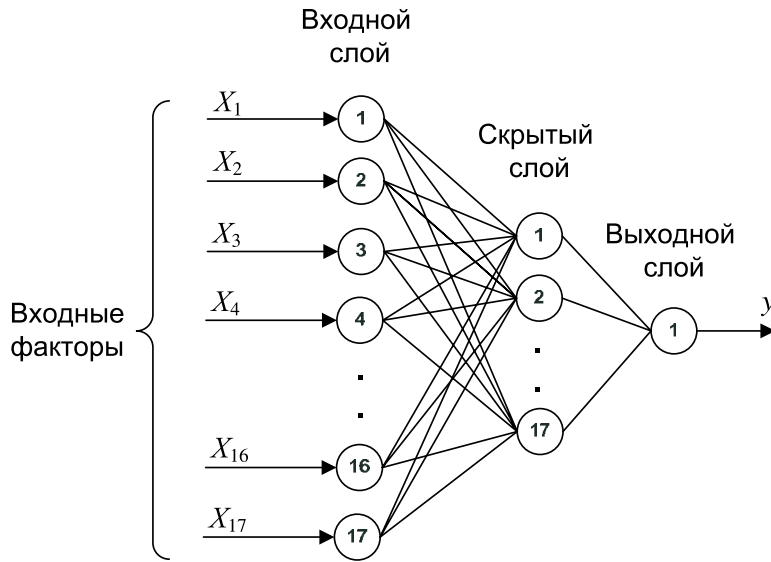 Входной
слой
X1
1
Скрытый
слой
X2
2
X3
3
1
Выходной
слой
Входные
факторы
X4
4
2
1
y
.
.
.
.
17
X16
16
X17
17